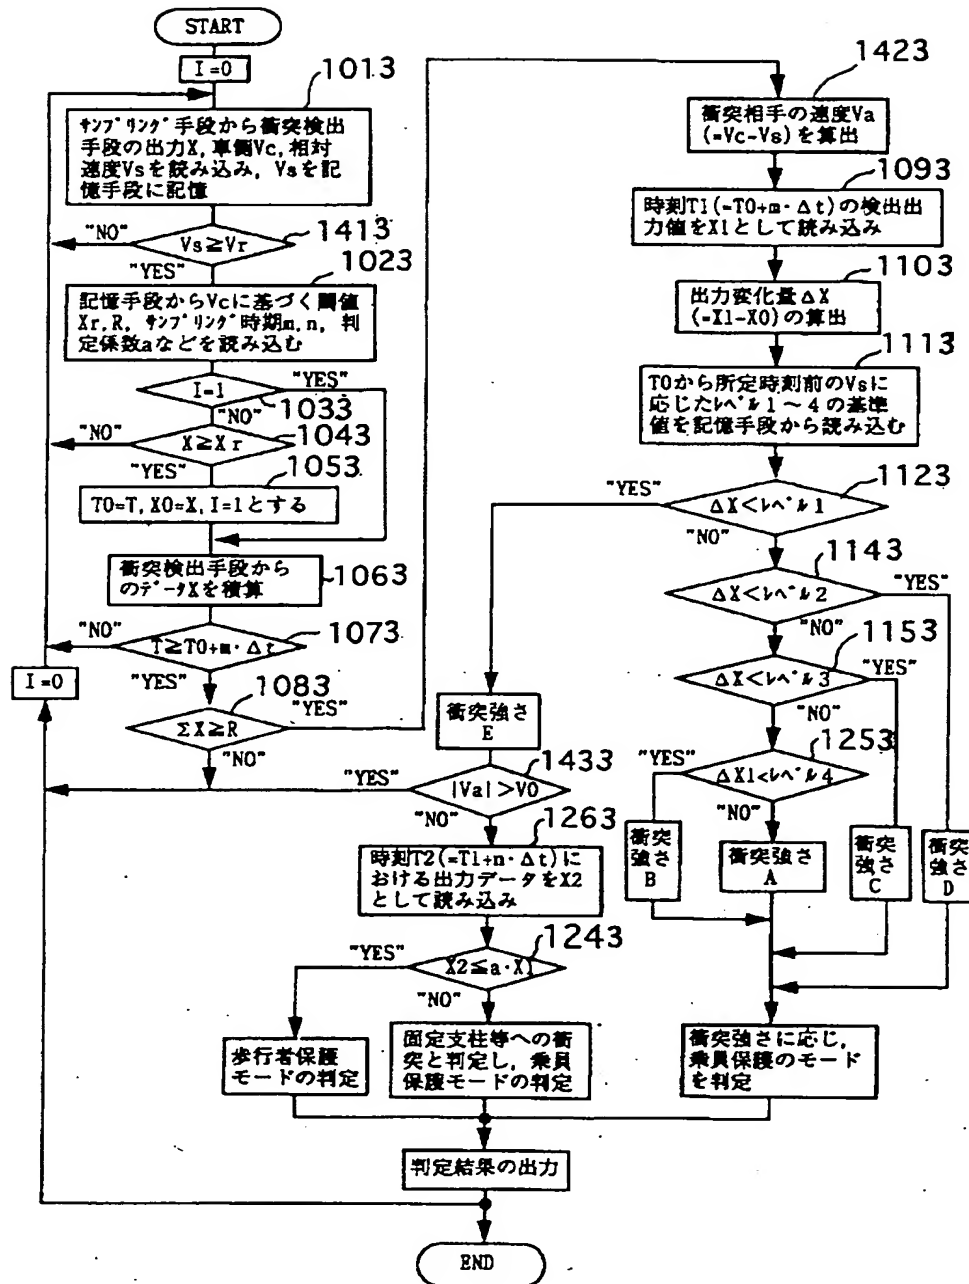 START
I=0
1013
サンプリング手段から衝突検出
手段の出力X,車側Vc,相対
速度Vsを読み込み,Vsを記
憶手段に記憶
"NO"
Vs≧Vr
1413
"YES"
1023
記憶手段からVcに基づく閾値
Xr,R,サンプリング時期m,n,判
定係数aなどを読み込む
I=1
"YES"
1033
"NO"
"NO"
X≧Xr
1043
"YES"
1053
T0=T,X0=X,I=1とする
衝突検出手段から
のデータXを積算
1063
"NO"
T≧T0+m・Δt
1073
I=0
"YES"
1083
ΣX≧R
"YES"
"NO"
1423
衝突相手の速度Va
(=Vc-Vs)を算出
1093
時刻T1(=T0+m・Δt)の検出出
力値をX1として読み込み
1103
出力変化量ΔX
(=X1-X0)の算出
1113
T0から所定時刻前のVsに
応じたレベル1～4の基準
値を記憶手段から読み込む
1123
"YES"
ΔX<レベル1
"NO"
1143
ΔX<レベル2
"YES"
"NO"
1153
ΔX<レベル3
"YES"
"NO"
1253
"YES"
ΔX1<レベル4
"NO"
衝突
強さ
B
衝突強さ
A
衝突
強さ
C
衝突
強さ
D
衝突強さ
E
1433
"YES"
|Va|>V0
"NO"
1263
時刻T2(=T1+n・Δt)に
おける出力データをX2
として読み込み
1243
"YES"
X2≦a・X1
"NO"
歩行者保護
モードの判定
固定支柱等への衝
突と判定し,乗員
保護モードの判定
衝突強さに応じ,
乗員保護のモード
を判定
判定結果の出力
END